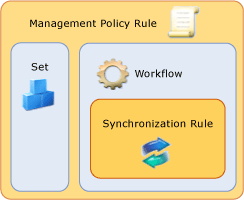 Management Policy Rule
Set
Workflow
Synchronization Rule